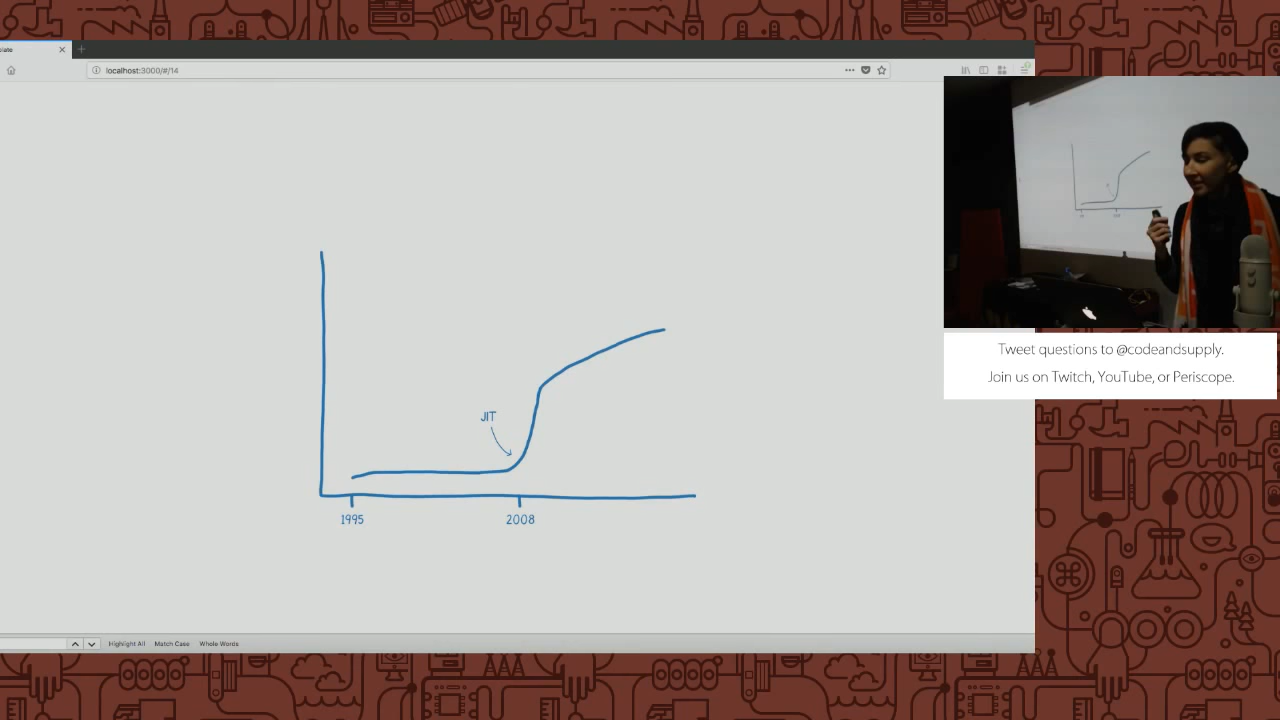 localhost:3000/#/14
JIT
1995
2008
Highlight All
Match Case
Whole Words
Tweet questions to @codeandsupply.
Join us on Twitch, YouTube, or Periscope.